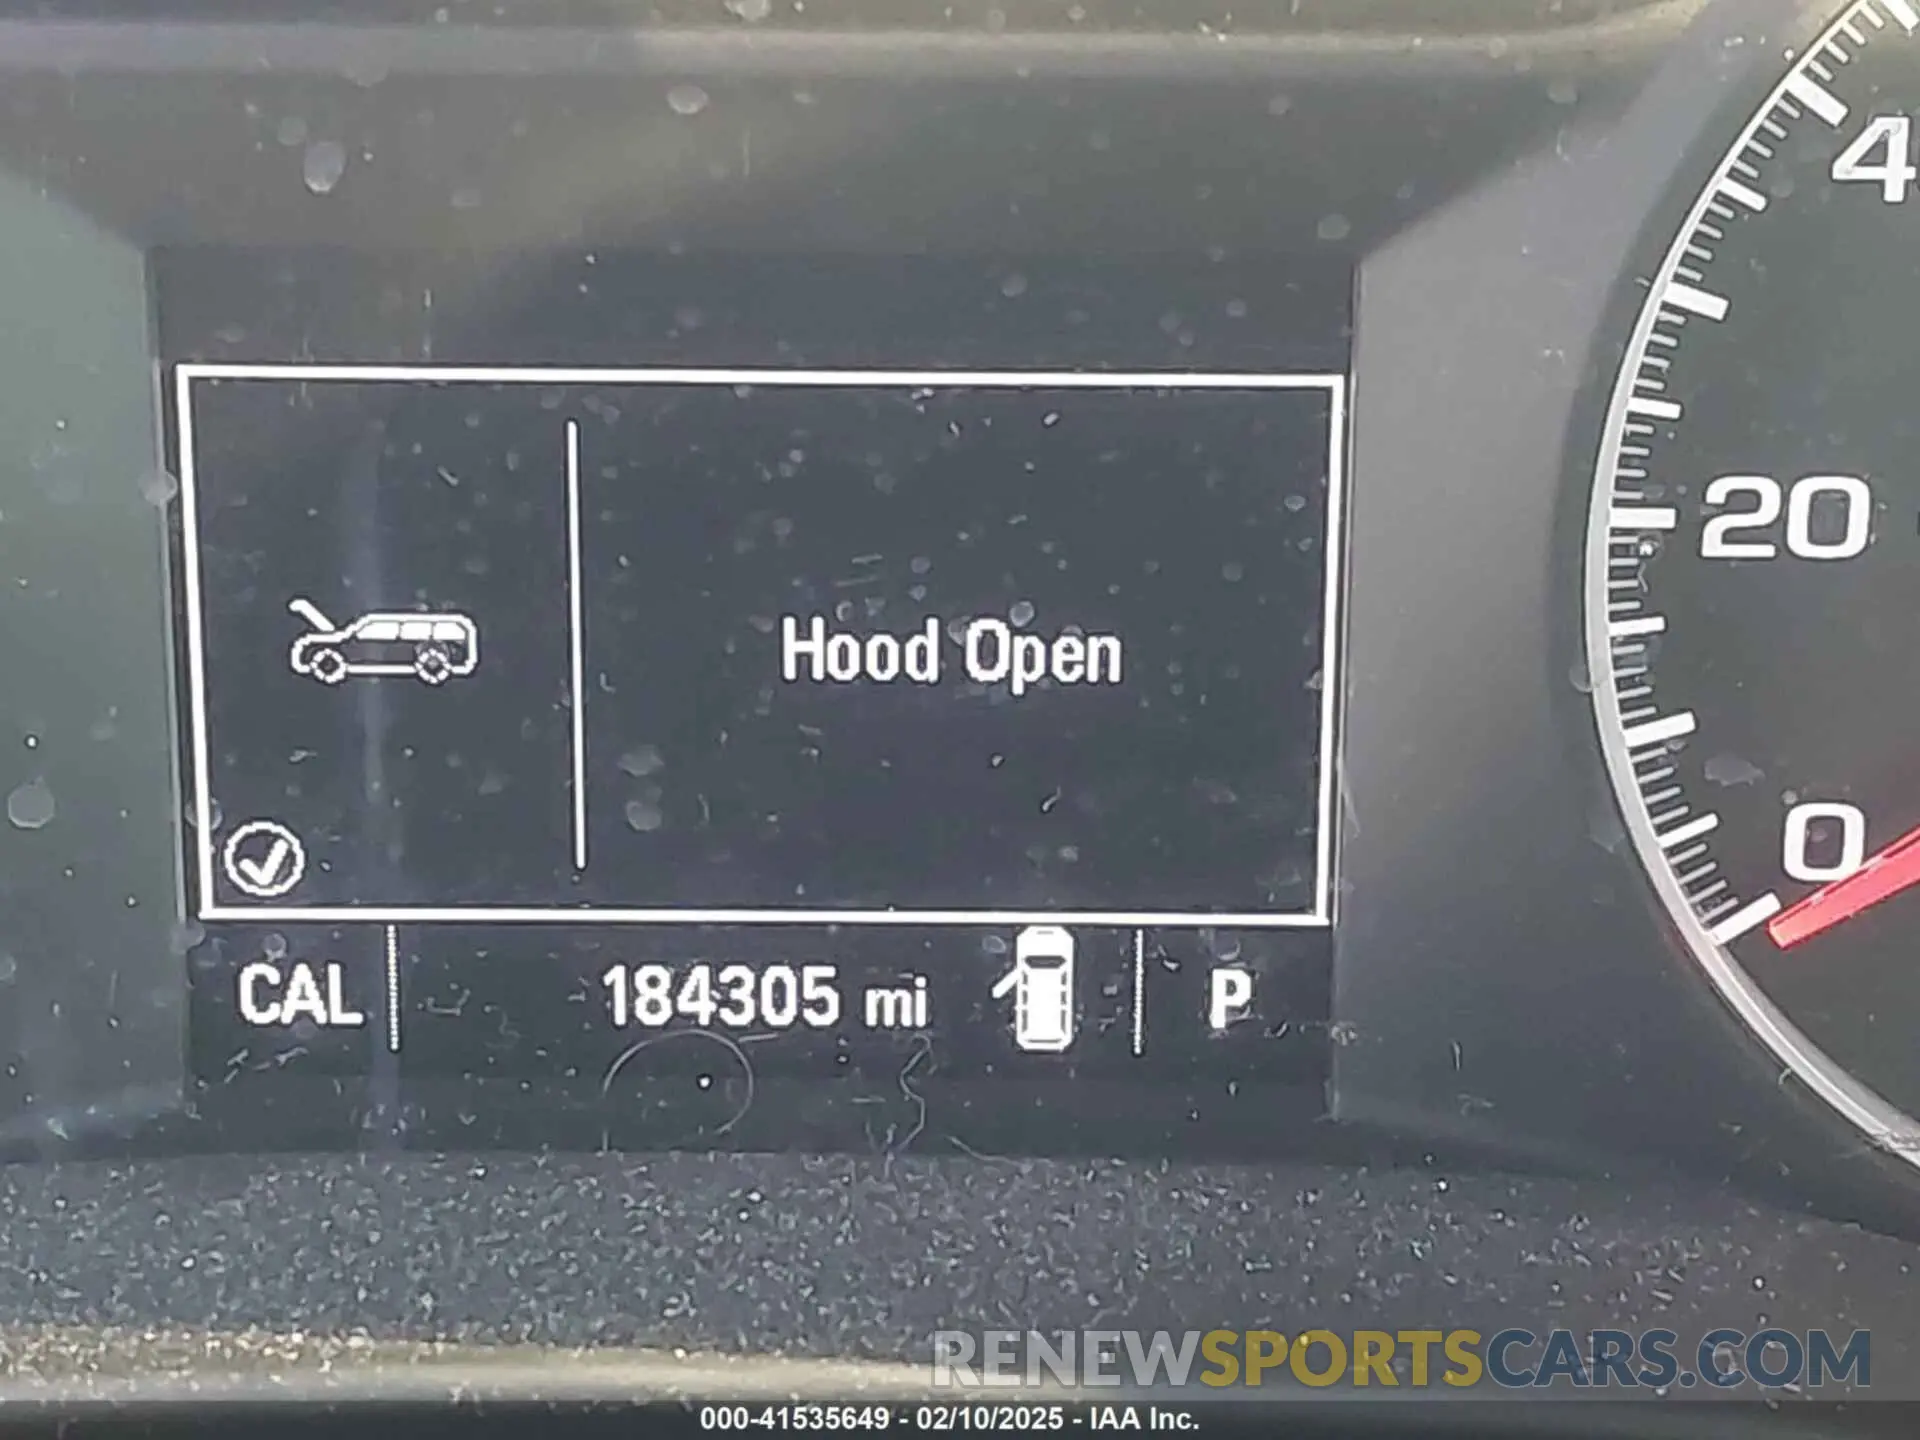 4
20
0
Hood Open
CAL 184305 mi P
RENEWSPORTSCARS.COM
000-41535649 - 02/10/2025 - IAA Inc.